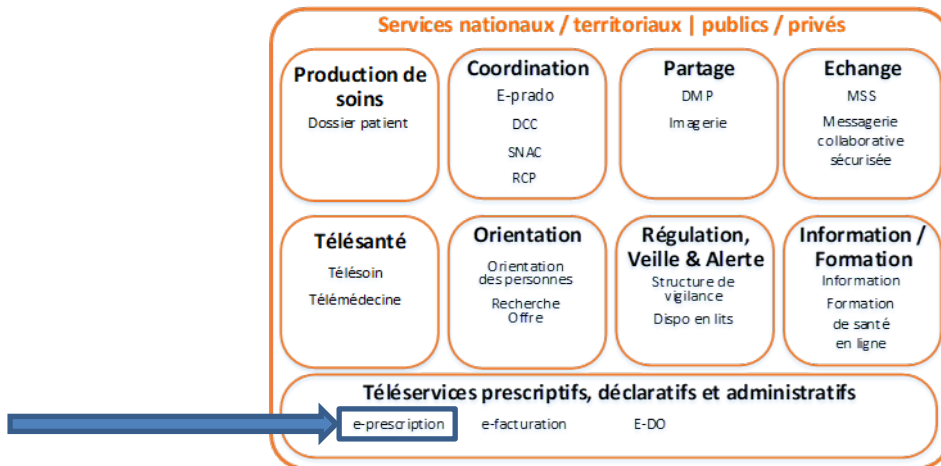 Services nationaux / territoriaux | publics / privés
Production de
soins
Dossier patient
Coordination
E-prado
DCC
SNAC
RCP
Partage
DMP
Imagerie
Echange
MSS
Messagerie
collaborative
sécurisée
Télésanté
Télésoin
Télémédecine
Orientation
Orientation
des personnes
Recherche
Offre
Régulation,
Veille & Alerte
Structure de
vigilance
Dispo en lits
Information /
Formation
Information
Formation
de santé
en ligne
Téléservices prescriptifs, déclaratifs et administratifs
e-prescription e-facturation E-DO